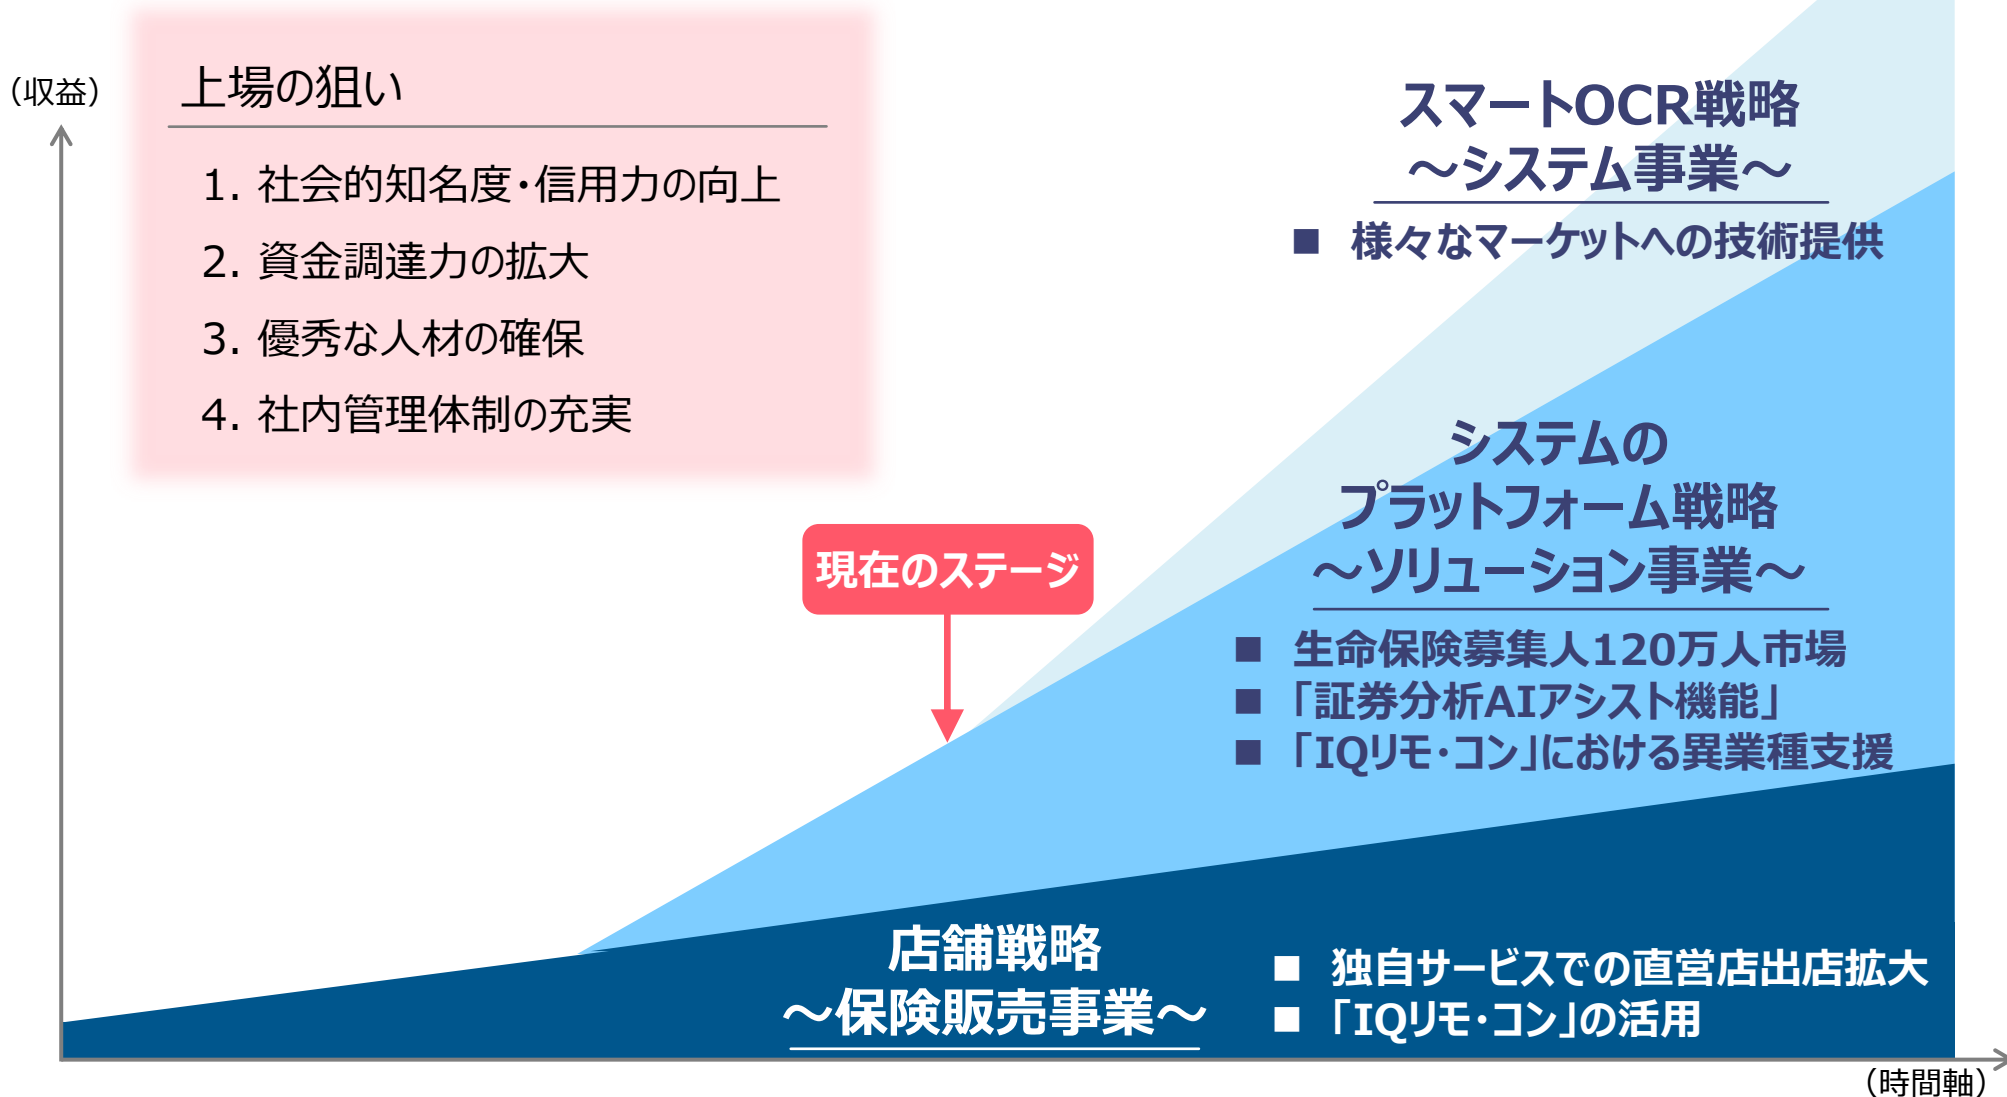 （収益）
上場の狙い
1. 社会的知名度・信用力の向上
2. 資金調達力の拡大
3. 優秀な人材の確保
4. 社内管理体制の充実
スマートOCR戦略
～システム事業～
■ 様々なマーケットへの技術提供
現在のステージ
システムの
プラットフォーム戦略
～ソリューション事業～
■ 生命保険募集人120万人市場
■ 「証券分析AIアシスト機能」
■ 「IQリモ・コン」における異業種支援
店舗戦略
～保険販売事業～
■ 独自サービスでの直営店出店拡大
■ 「IQリモ・コン」の活用
（時間軸）